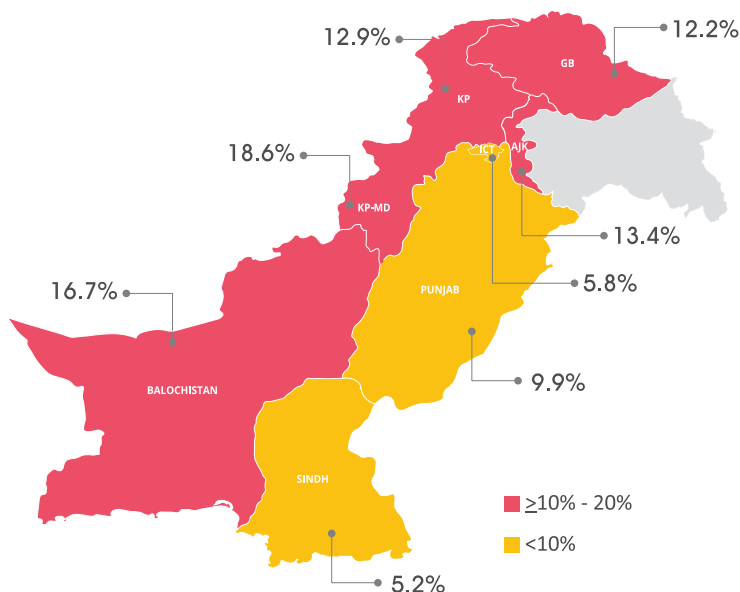 12.9%
12.2%
GB
KP
18.6%
ICT
AJK
KP-MD
13.4%
5.8%
16.7%
PUNJAB
9.9%
BALOCHISTAN
SINDH
≥10% - 20%
<10%
5.2%